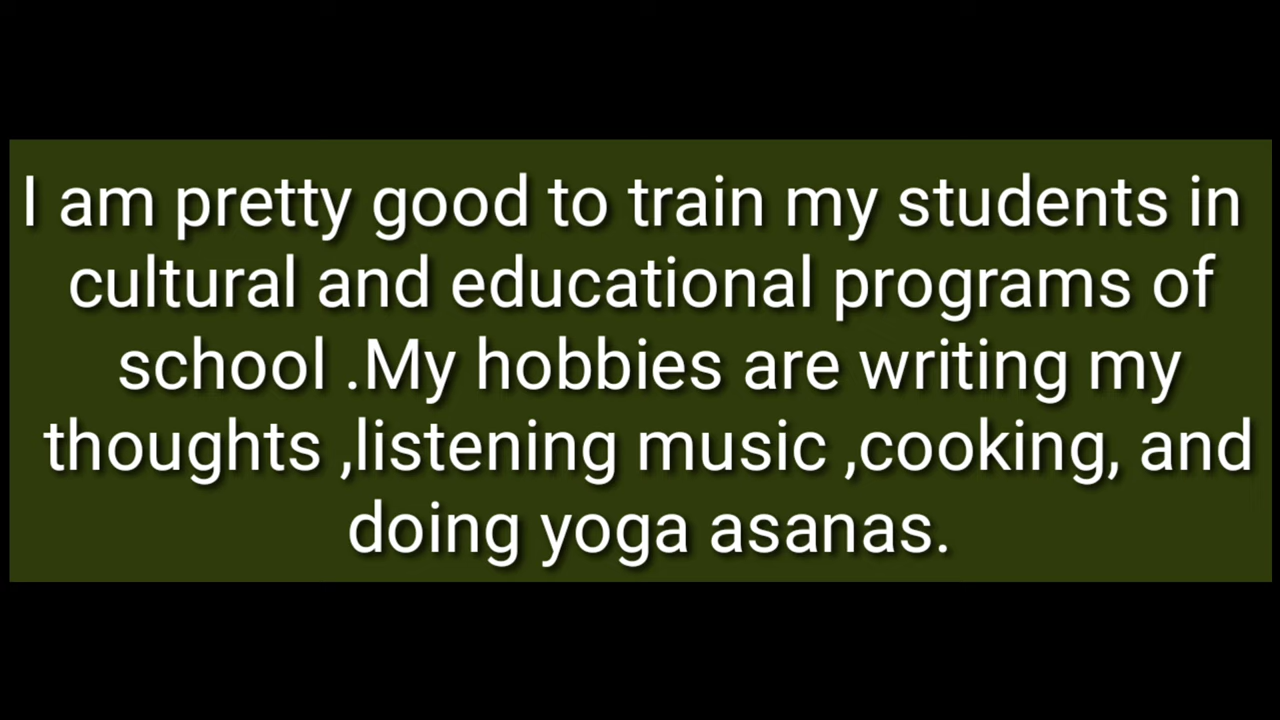 I am pretty good to train my students in
cultural and educational programs of
school .My hobbies are writing my
thoughts ,listening music ,cooking, and
doing yoga asanas.